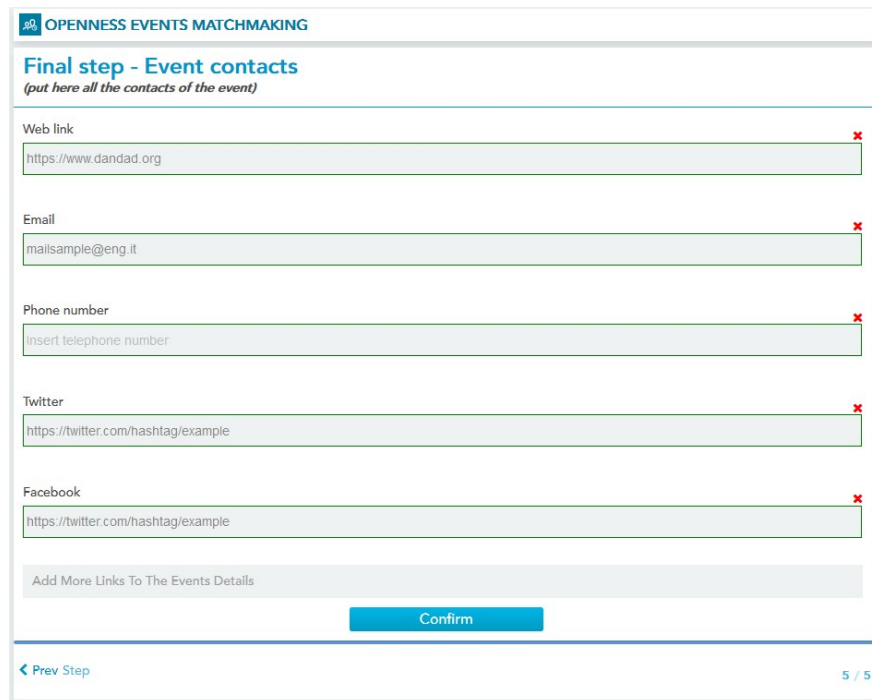 OPENNESS EVENTS MATCHMAKING
Final step - Event contacts
(put here all the contacts of the event)
Web link
https://www.dandad.org
Email
mailsample@eng.it
Phone number
insert telephone number
Twitter
https://twitter.com/hashtag/example
Facebook
https://twitter.com/hashtag/example
Add More Links To The Events Details
Confirm
Prev Step
5 / 5